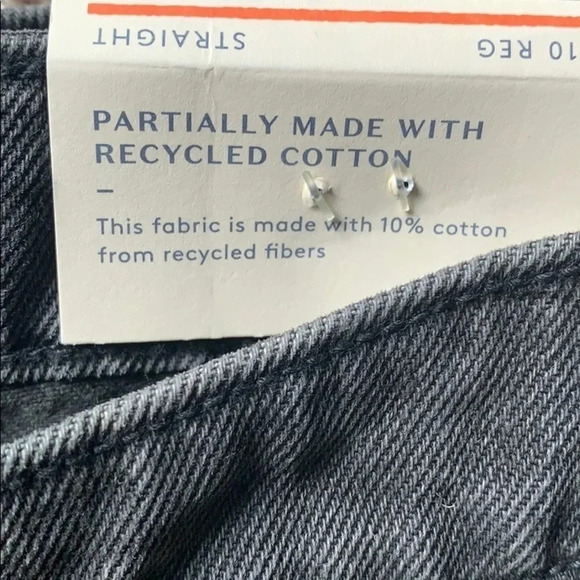 STRAIGHT
10 REG
PARTIALLY MADE WITH
RECYCLED COTTON
–
This fabric is made with 10% cotton
from recycled fibers